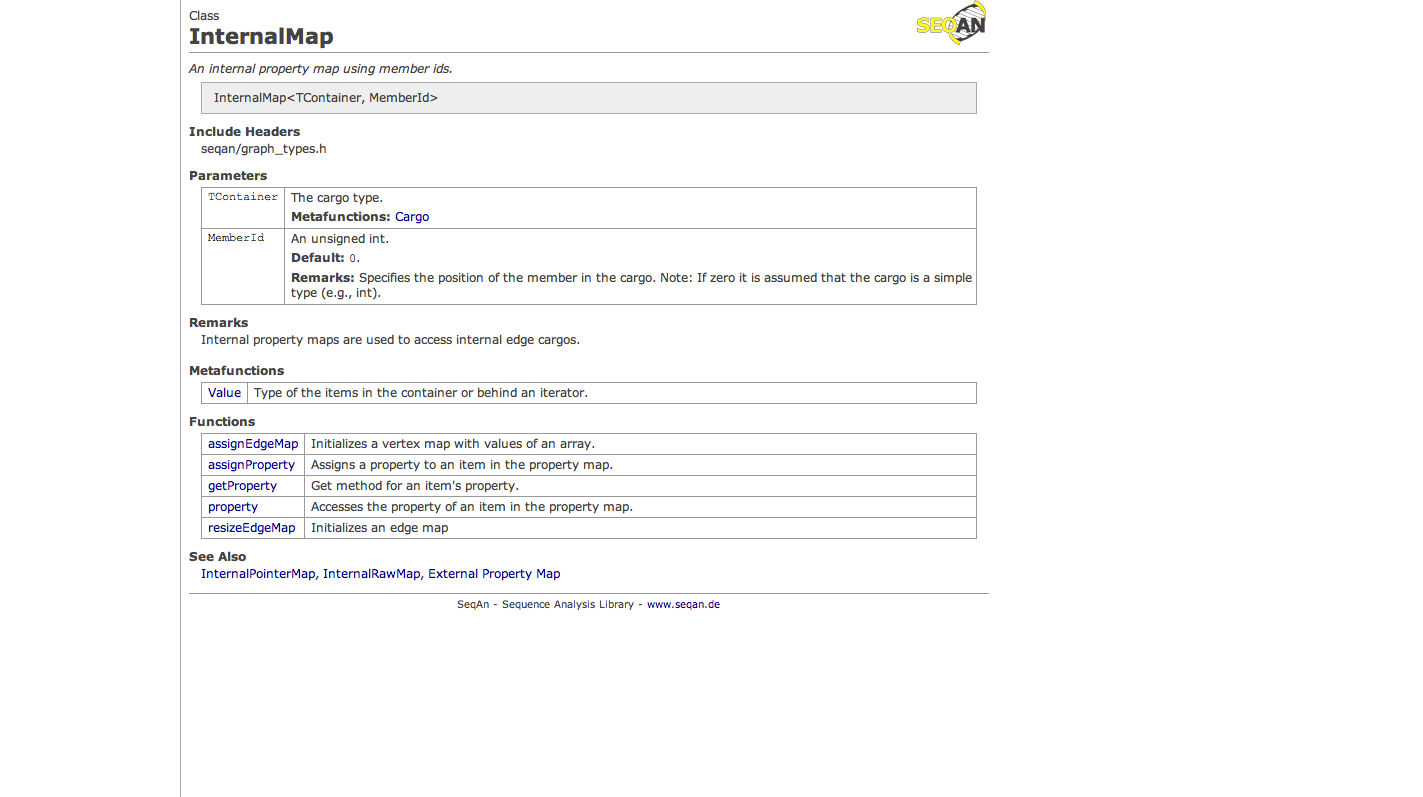 Class
SEQAN
InternalMap
An internal property map using member ids.
InternalMap<TContainer, MemberId>
Include Headers
seqan/graph_types.h
Parameters
TContainer The cargo type.
Metafunctions: Cargo
MemberId An unsigned int.
Default: 0.
Remarks: Specifies the position of the member in the cargo. Note: If zero it is assumed that the cargo is a simple
type (e.g., int).
Remarks
Internal property maps are used to access internal edge cargos.
Metafunctions
Value Type of the items in the container or behind an iterator.
Functions
assignEdgeMap Initializes a vertex map with values of an array.
assignProperty Assigns a property to an item in the property map.
getProperty Get method for an item's property.
property Accesses the property of an item in the property map.
resizeEdgeMap Initializes an edge map
See Also
InternalPointerMap, InternalRawMap, External Property Map
SeqAn - Sequence Analysis Library - www.seqan.de